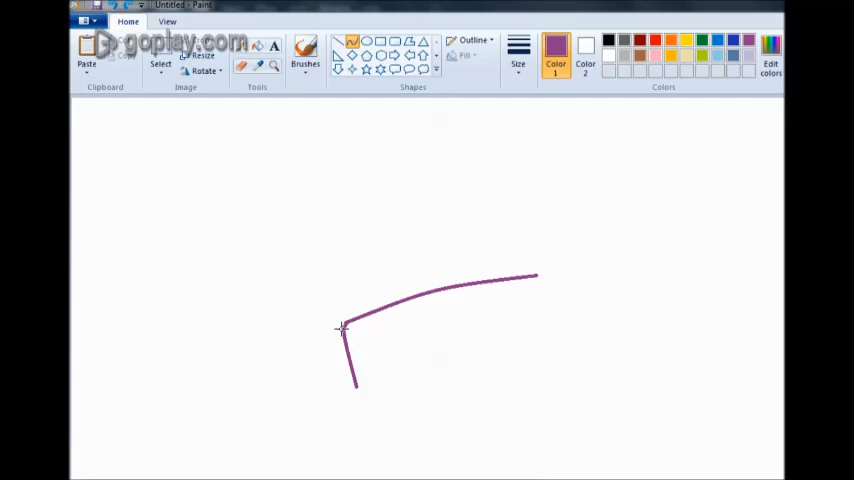 Untitled - Paint
Home View
goplay.com
Paste
Select
Resize
Rotate
A
Brushes
Outline
Fill
Size
Color 1
Color 2
Edit colors
Clipboard Image Tools Shapes Colors